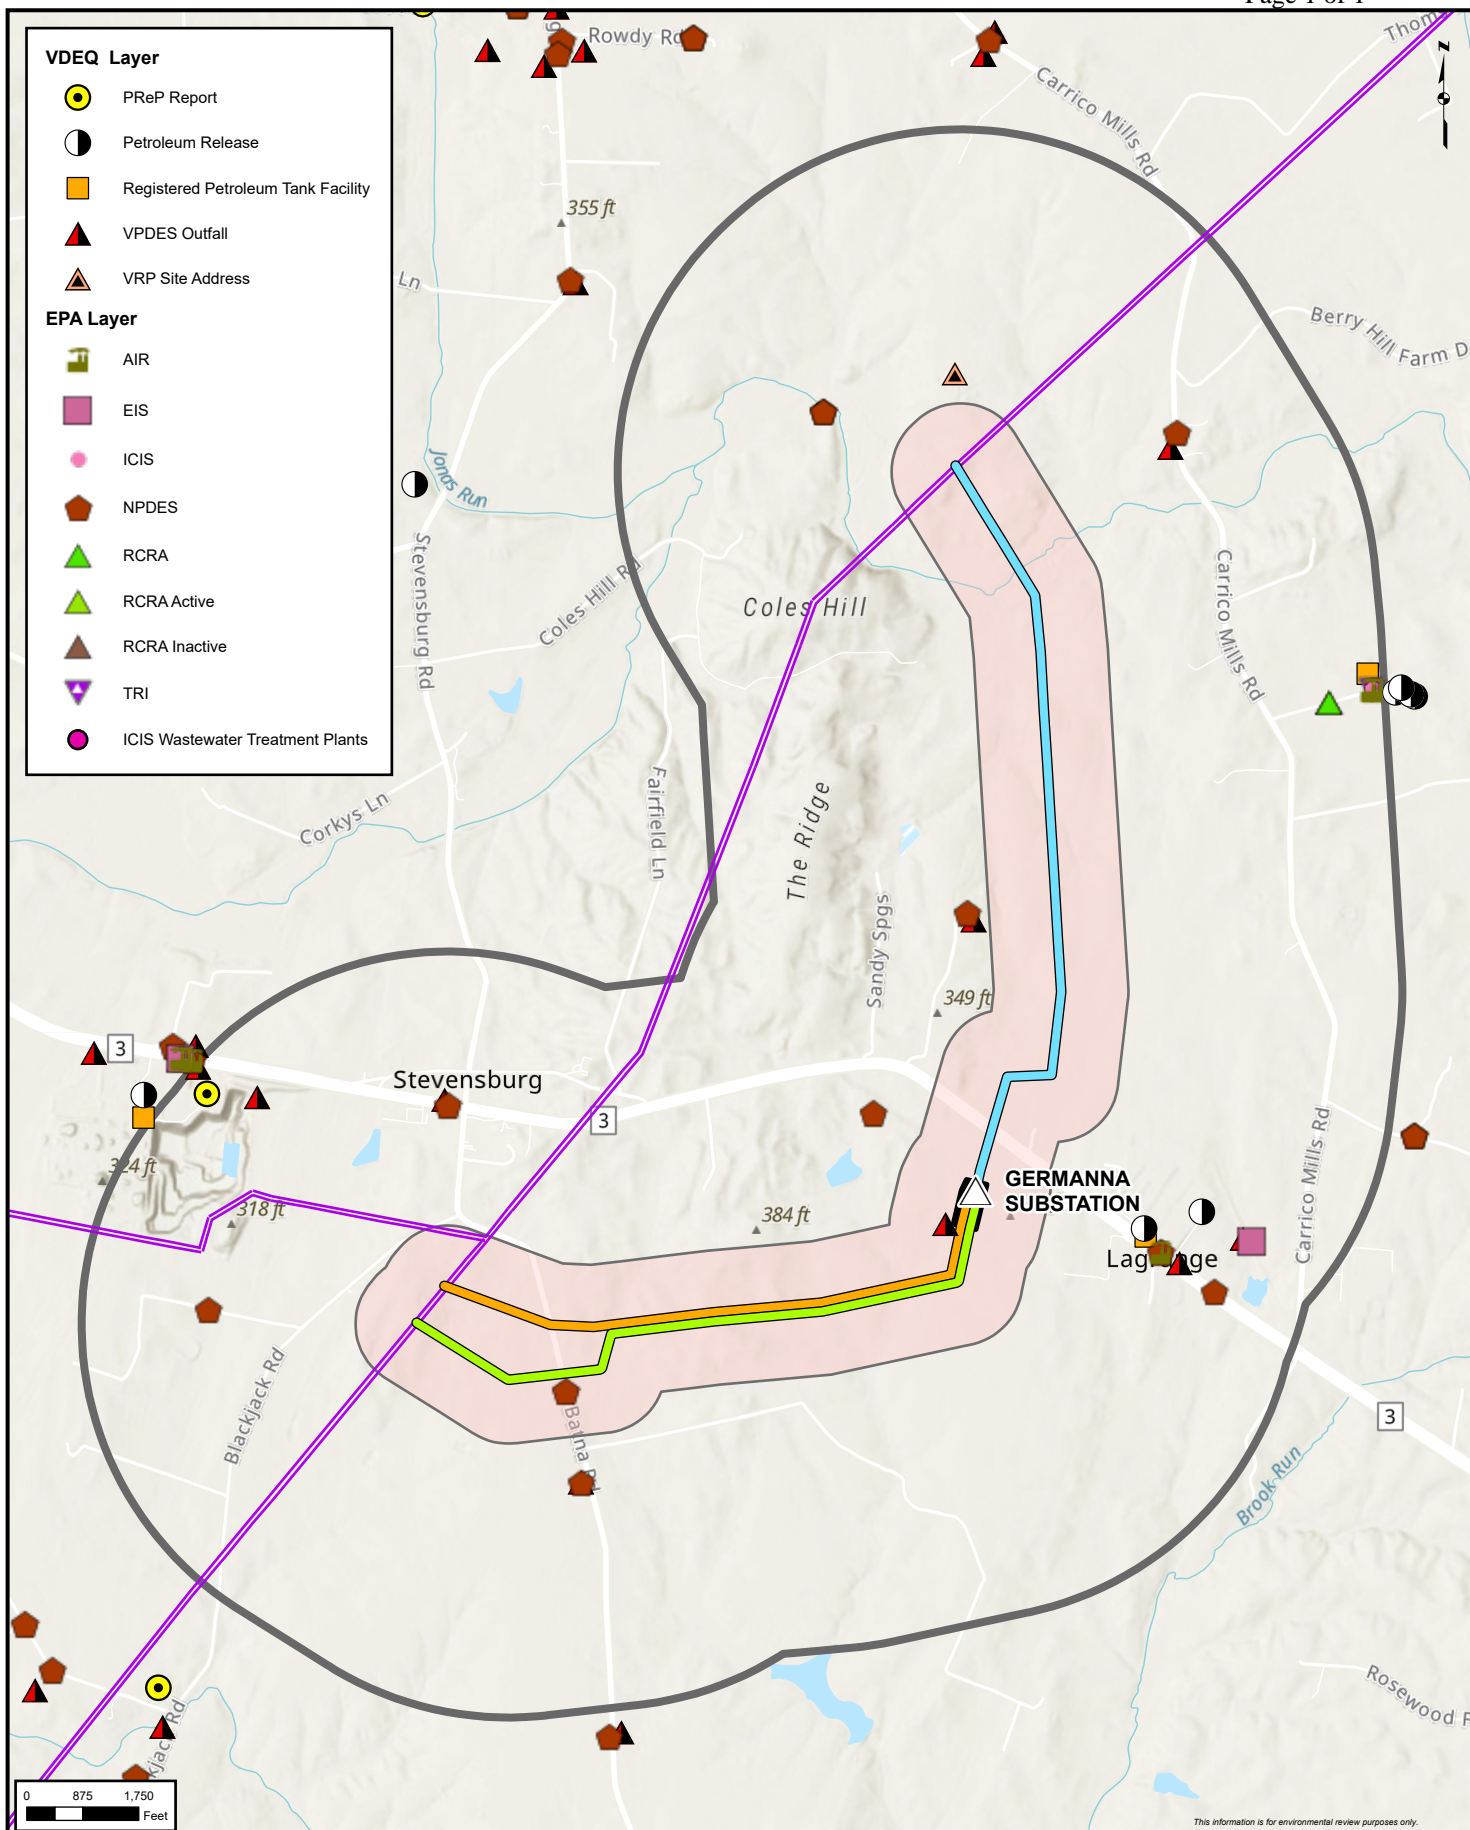 VDEQ Layer
PReP Report
Petroleum Release
Registered Petroleum Tank Facility
VPDES Outfall
VRP Site Address
EPA Layer
AIR
EIS
ICIS
NPDES
RCRA
RCRA Active
RCRA Inactive
TRI
ICIS Wastewater Treatment Plants
Rowdy Rd
Carrico Mills Rd
N
355 ft
Ln
Berry Hill Farm D
Jonas Run
Stevensburg Rd
Coles Hill Rd
Coles Hill
Carrico Mills Rd
Corkys Ln
Fairfield Ln
The Ridge
Sandy Spgs
349 ft
3
Stevensburg
3
324 ft
318 ft
384 ft
GERMANNA
SUBSTATION
Lagrange
Carrico Mills Rd
Blackjack Rd
Batna Rd
3
Brook Run
Rosewood
kjack Rd
0 875 1,750
Feet
This information is for environmental review purposes only.